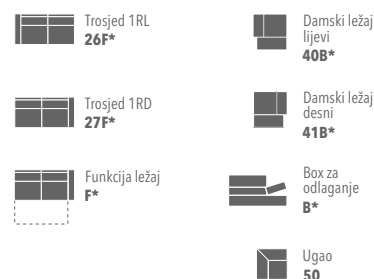 Trosjed 1RL
26F*
Trosjed 1RD
27F*
Funkcija ležaj
F*
Damski ležaj
lijevi
40B*
Damski ležaj
desni
41B*
Box za
odlaganje
B*
Ugao
50